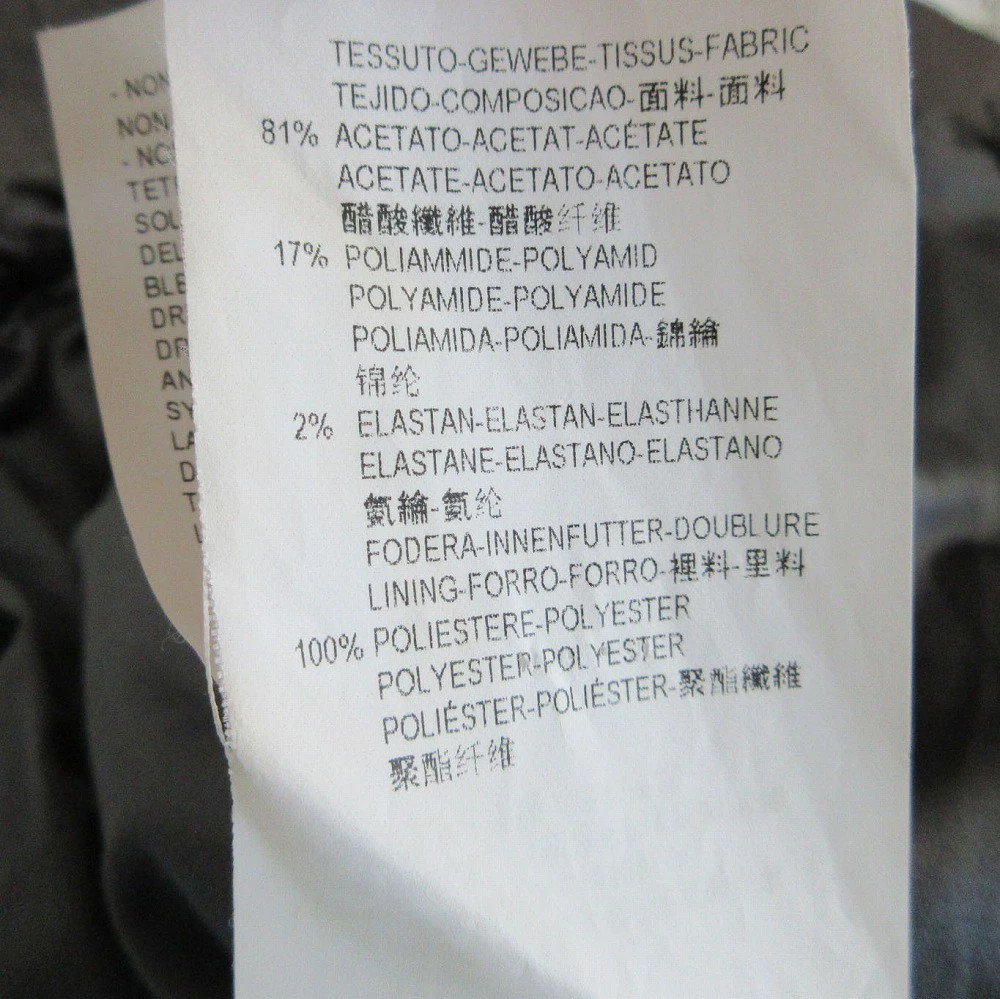 TESSUTO-GEWEBE-TISSUS-FABRIC
TEJIDO-COMPOSICAO-面料-面料
81% ACETATO-ACETAT-ACÉTATE
ACETATE-ACETATO-ACETATO
醋酸纖維-醋酸纤维
17% POLIAMMIDE-POLYAMID
POLYAMIDE-POLYAMIDE
POLIAMIDA-POLIAMIDA-錦綸
锦纶
2% ELASTAN-ELASTAN-ELASTHANNE
ELASTANE-ELASTANO-ELASTANO
氨綸-氨纶
FODERA-INNENFUTTER-DOUBLURE
LINING-FORRO-FORRO-裡料-里料
100% POLIESTERE-POLYESTER
POLYESTER-POLYESTER
POLIÉSTER-POLIÉSTER-聚酯纖維
聚酯纤维
- NON
NON